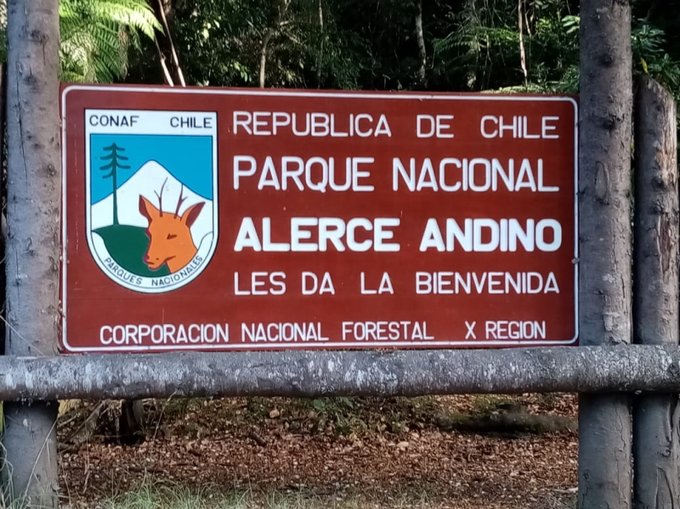 CONAF CHILE
PARQUES NACIONALES
REPUBLICA DE CHILE
PARQUE NACIONAL
ALERCE ANDINO
LES DA LA BIENVENIDA
CORPORACION NACIONAL FORESTAL X REGION